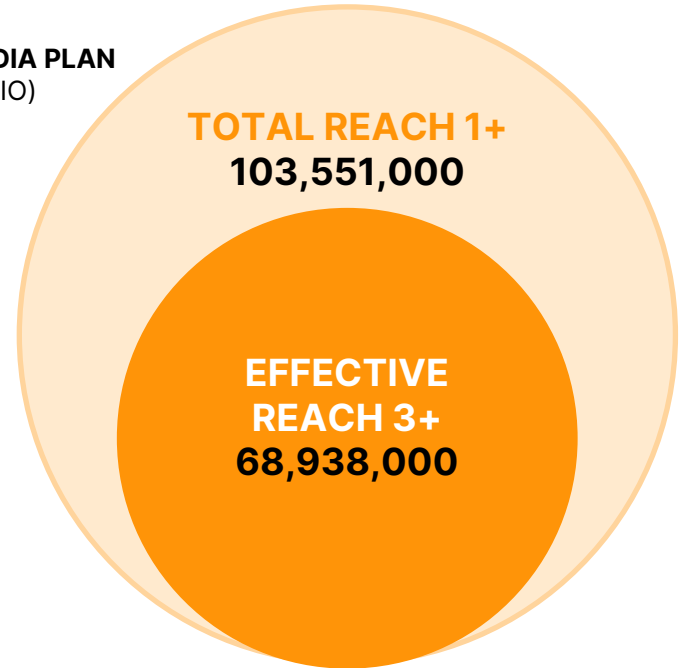 DIA PLAN
IO)
TOTAL REACH 1+
103,551,000
EFFECTIVE
REACH 3+
68,938,000